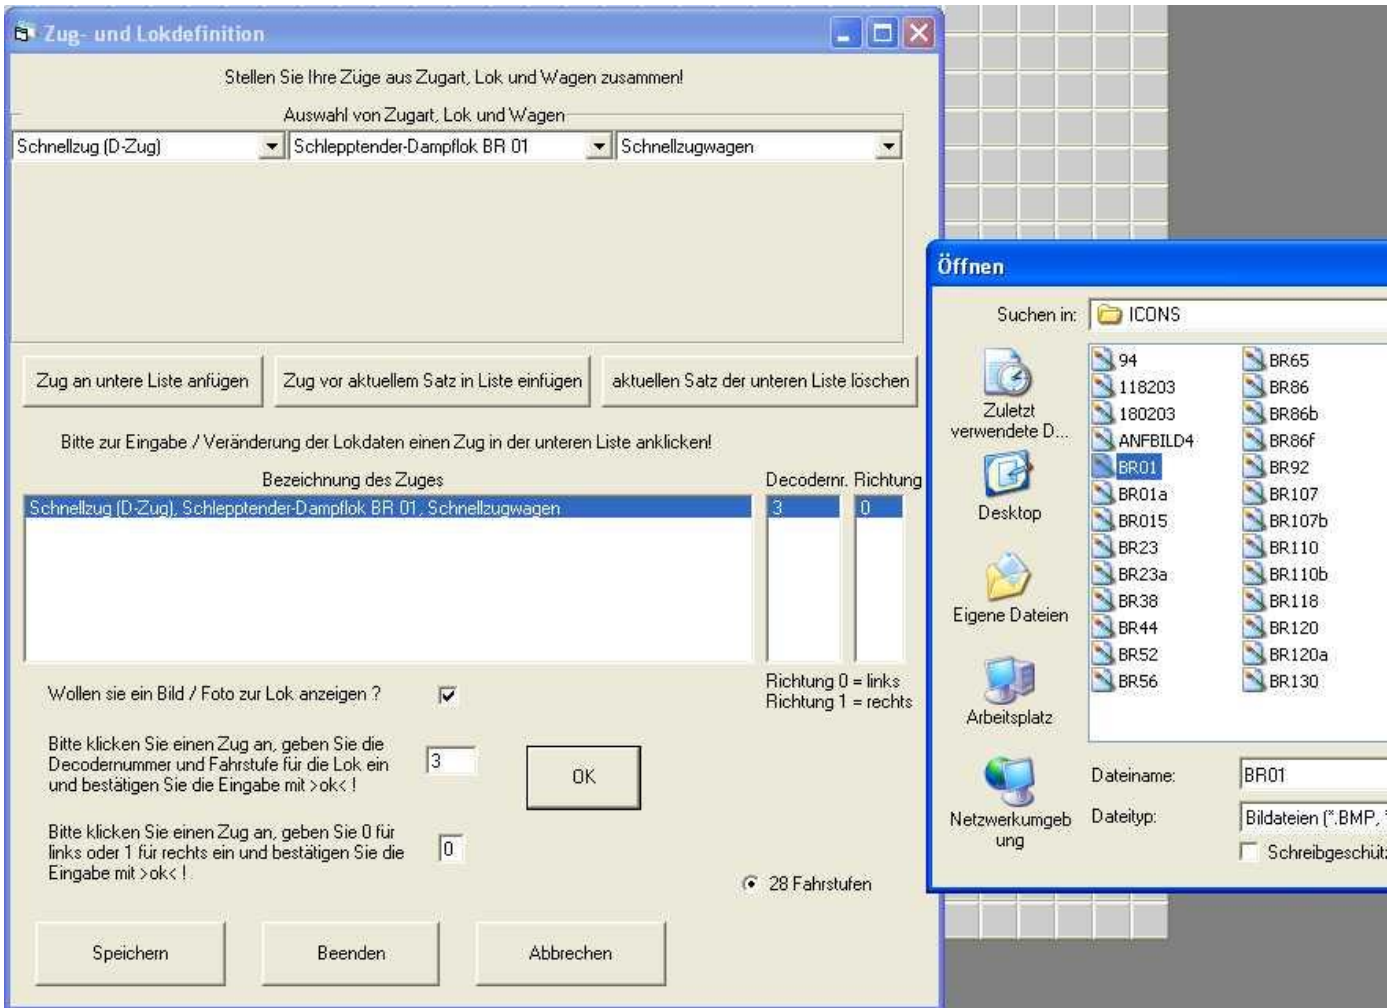 Zug- und Lokdefinition
Stellen Sie Ihre Züge aus Zugart, Lok und Wagen zusammen!
Auswahl von Zugart, Lok und Wagen
Schnellzug (D-Zug)
Schlepptender-Dampflok BR 01
Schnellzugwagen
Zug an untere Liste anfügen
Zug vor aktuellem Satz in Liste einfügen
aktuellen Satz der unteren Liste löschen
Bitte zur Eingabe / Veränderung der Lokdaten einen Zug in der unteren Liste anklicken!
Bezeichnung des Zuges
Decodernr. Richtung
Schnellzug (D-Zug), Schlepptender-Dampflok BR 01, Schnellzugwagen
3
0
Richtung 0 = links
Richtung 1 = rechts
Wollen sie ein Bild / Foto zur Lok anzeigen ?
Bitte klicken Sie einen Zug an, geben Sie die
Decodernummer und Fahrstufe für die Lok ein
und bestätigen Sie die Eingabe mit >ok< !
3
OK
Bitte klicken Sie einen Zug an, geben Sie 0 für
links oder 1 für rechts ein und bestätigen Sie die
Eingabe mit >ok< !
0
28 Fahrstufen
Speichern
Beenden
Abbrechen
Öffnen
Suchen in:
ICONS
Zuletzt
verwendete D...
Desktop
Eigene Dateien
Arbeitsplatz
Netzwerkumgeb
ung
94
118203
180203
ANFBILD4
BR01
BR01a
BR015
BR23
BR23a
BR38
BR44
BR52
BR56
BR65
BR86
BR86b
BR86f
BR92
BR107
BR107b
BR110
BR110b
BR118
BR120
BR120a
BR130
Dateiname:
BR01
Dateityp:
Bildateien (*.BMP,
Schreibgeschütz